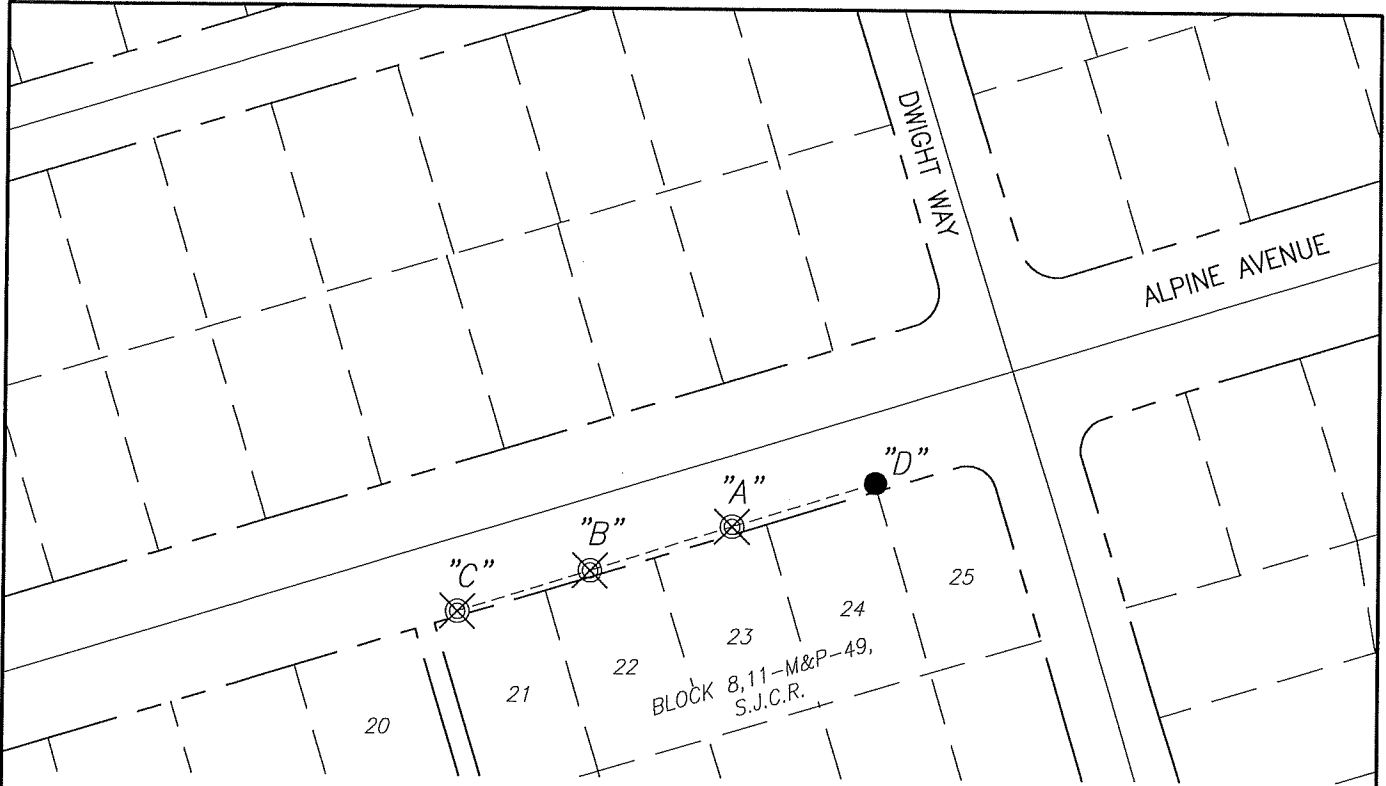 DWIGHT WAY
ALPINE AVENUE
"D"
"A"
"B"
"C"
25
24
23
22
21
20
BLOCK 8,11-M&P-49,
S.J.C.R.